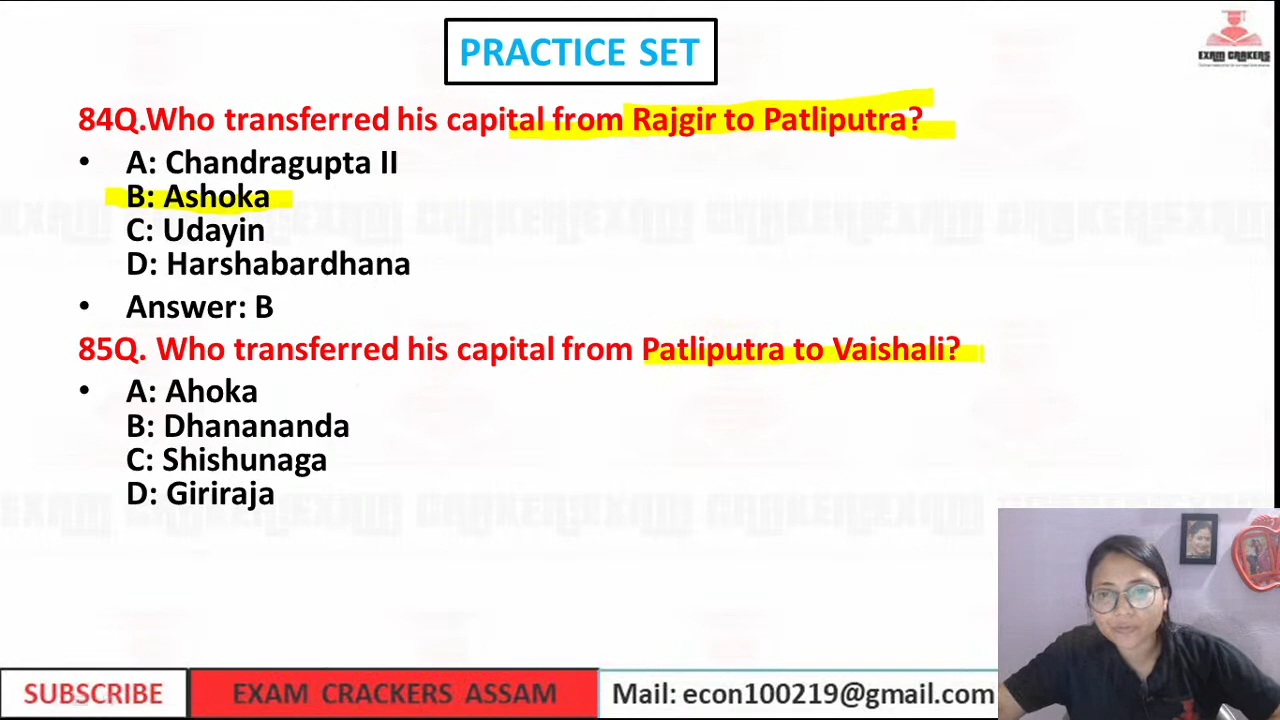 PRACTICE SET
EXAM CRAKERS
84Q.Who transferred his capital from Rajgir to Patliputra?
• A: Chandragupta II
B: Ashoka
C: Udayin
D: Harshabardhana
• Answer: B
85Q. Who transferred his capital from Patliputra to Vaishali?
• A: Ahoka
B: Dhanananda
C: Shishunaga
D: Giriraja
SUBSCRIBE
EXAM CRACKERS ASSAM
Mail: econ100219@gmail.com